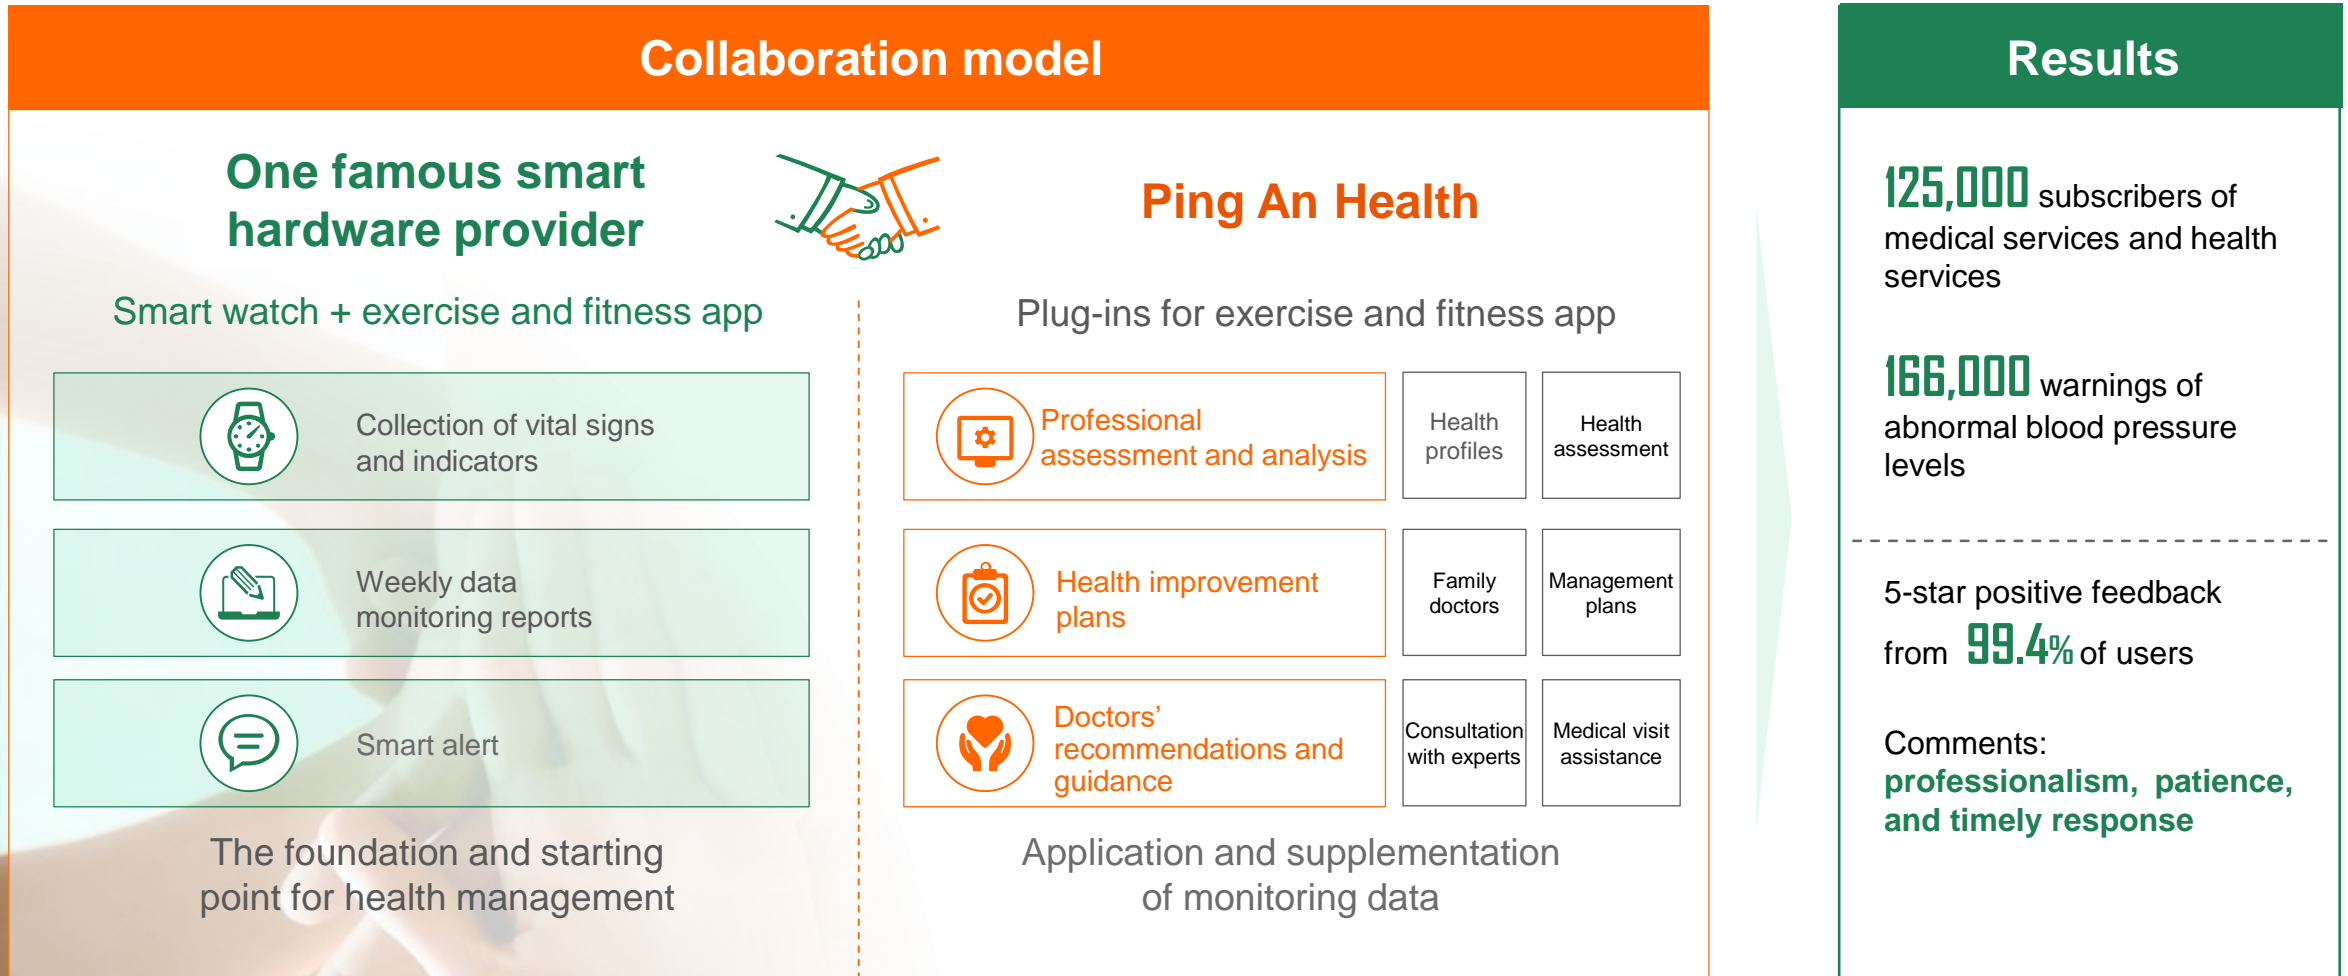 Collaboration model
One famous smart
hardware provider
Ping An Health
Smart watch + exercise and fitness app
Plug-ins for exercise and fitness app
Collection of vital signs
and indicators
Professional
assessment and analysis
Health
profiles
Health
assessment
Weekly data
monitoring reports
Health improvement
plans
Family
doctors
Management
plans
Smart alert
Doctors’
recommendations and
guidance
Consultation
with experts
Medical visit
assistance
The foundation and starting
point for health management
Application and supplementation
of monitoring data
Results
125,000 subscribers of
medical services and health
services
166,000 warnings of
abnormal blood pressure
levels
5-star positive feedback
from 99.4% of users
Comments:
professionalism, patience,
and timely response